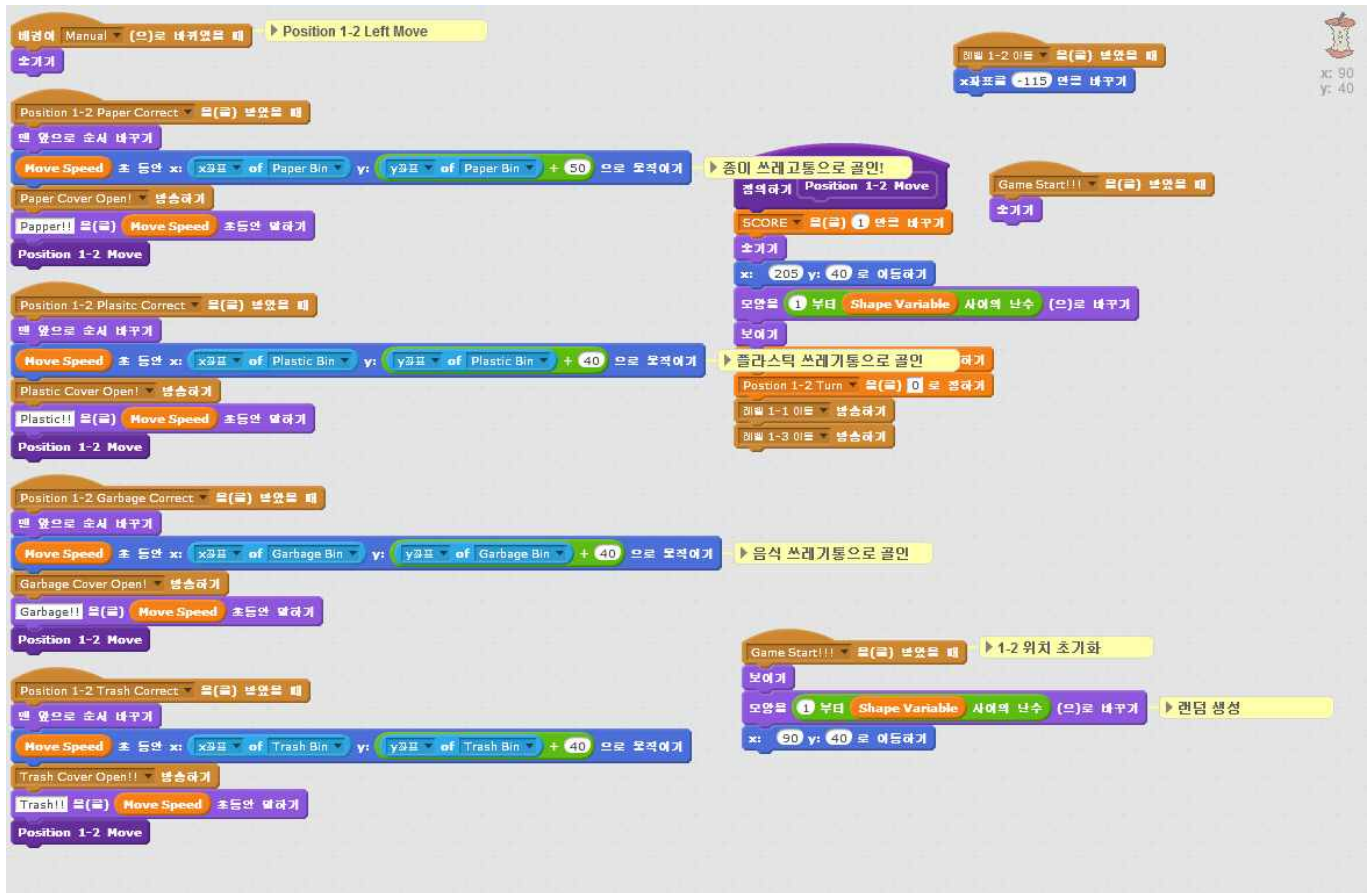 배경이 Manual (으)로 바뀌었을 때
Position 1-2 Left Move
숨기기
Position 1-2 Paper Correct 을(를) 받았을 때
맨 앞으로 순서 바꾸기
Move Speed 초 동안 x: x좌표 of Paper Bin y: y좌표 of Paper Bin + 50 으로 움직이기
종미 쓰레고통으로 골인!
Paper Cover Open! 방송하기
Papper!! 을(를) Move Speed 초동안 말하기
Position 1-2 Move
Position 1-2 Plasitc Correct 을(를) 받았을 때
맨 앞으로 순서 바꾸기
Move Speed 초 동안 x: x좌표 of Plastic Bin y: y좌표 of Plastic Bin + 40 으로 움직이기
플라스틱 쓰레기통으로 골인
Plastic Cover Open! 방송하기
Plastic!! 을(를) Move Speed 초동안 말하기
Position 1-2 Move
Position 1-2 Garbage Correct 을(를) 받았을 때
맨 앞으로 순서 바꾸기
Move Speed 초 동안 x: x좌표 of Garbage Bin y: y좌표 of Garbage Bin + 40 으로 움직이기
음식 쓰레기통으로 골인
Garbage Cover Open! 방송하기
Garbage!! 을(를) Move Speed 초동안 말하기
Position 1-2 Move
Position 1-2 Trash Correct 을(를) 받았을 때
맨 앞으로 순서 바꾸기
Move Speed 초 동안 x: x좌표 of Trash Bin y: y좌표 of Trash Bin + 40 으로 움직이기
Trash Cover Open!! 방송하기
Trash!! 을(를) Move Speed 초동안 말하기
Position 1-2 Move
레벨 1-2 이동 을(를) 받았을 때
x좌표를 -115 만큼 바꾸기
x: 90
y: 40
정의하기 Position 1-2 Move
SCORE 을(를) 1 만큼 바꾸기
숨기기
x: 205 y: 40 로 이동하기
모양을 1 부터 Shape Variable 사이의 난수 (으)로 바꾸기
보이기
하기
Postion 1-2 Turn 을(를) 0 로 정하기
레벨 1-1 이동 방송하기
레벨 1-3 이동 방송하기
Game Start!!! 을(를) 받았을 때
숨기기
Game Start!!! 을(를) 받았을 때
1-2 위치 초기화
보이기
모양을 1 부터 Shape Variable 사이의 난수 (으)로 바꾸기
랜덤 생성
x: 90 y: 40 로 이동하기